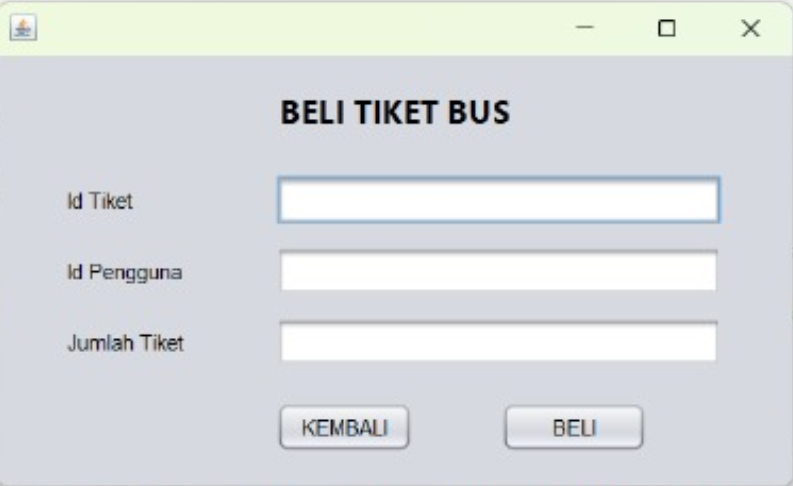 BELI TIKET BUS
Id Tiket
Id Pengguna
Jumlah Tiket
KEMBALI BELI